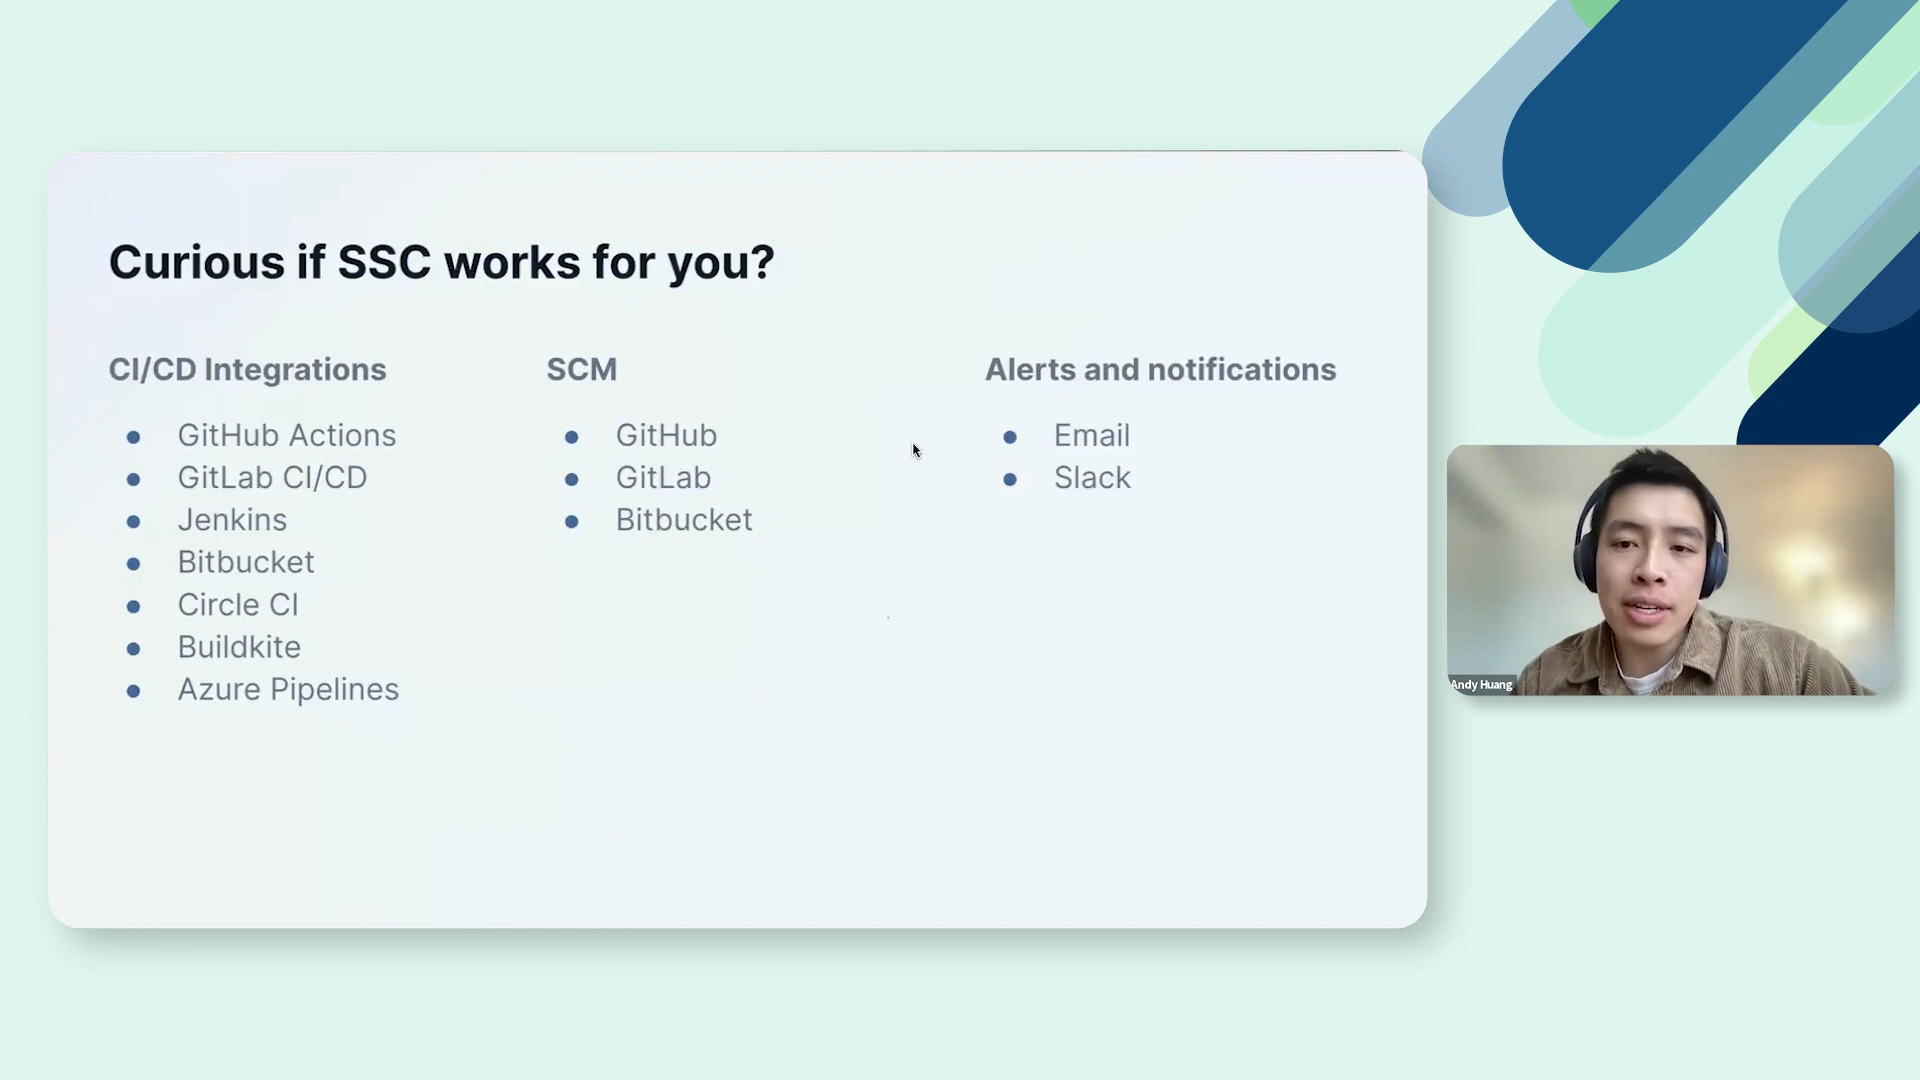 Curious if SSC works for you?
CI/CD Integrations
GitHub Actions
GitLab CI/CD
Jenkins
Bitbucket
Circle CI
Buildkite
Azure Pipelines
SCM
GitHub
GitLab
Bitbucket
Alerts and notifications
Email
Slack
Andy Huang